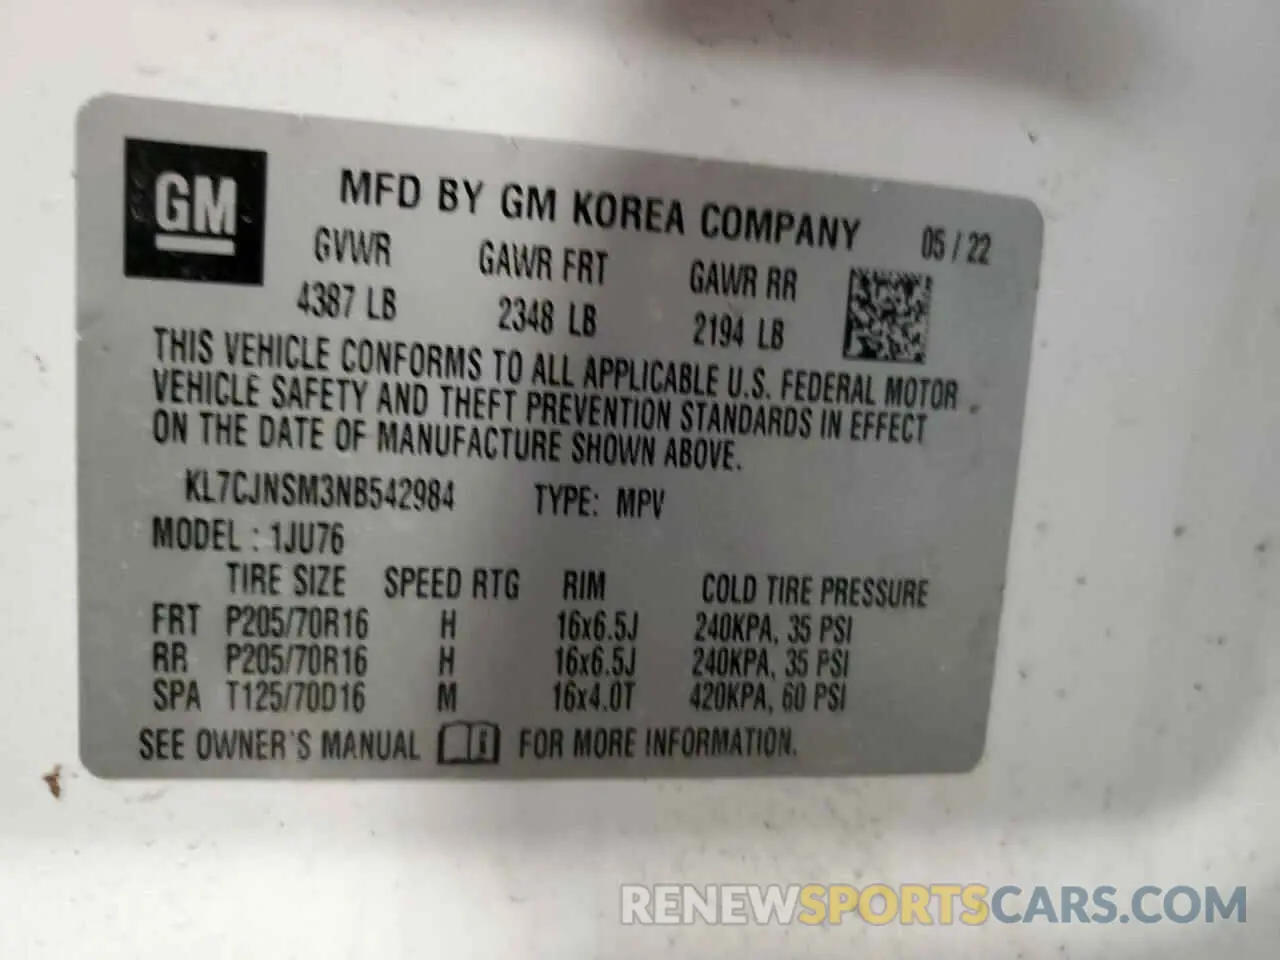 GM
MFD BY GM KOREA COMPANY 05 / 22
GVWR GAWR FRT GAWR RR
4387 LB 2348 LB 2194 LB
THIS VEHICLE CONFORMS TO ALL APPLICABLE U.S. FEDERAL MOTOR
VEHICLE SAFETY AND THEFT PREVENTION STANDARDS IN EFFECT
ON THE DATE OF MANUFACTURE SHOWN ABOVE.
KL7CJNSM3NB542984 TYPE: MPV
MODEL : 1JU76
TIRE SIZE SPEED RTG RIM COLD TIRE PRESSURE
FRT P205/70R16 H 16x6.5J 240KPA, 35 PSI
RR P205/70R16 H 16x6.5J 240KPA, 35 PSI
SPA T125/70D16 M 16x4.0T 420KPA, 60 PSI
SEE OWNER'S MANUAL FOR MORE INFORMATION.
RENEWSPORTSCARS.COM